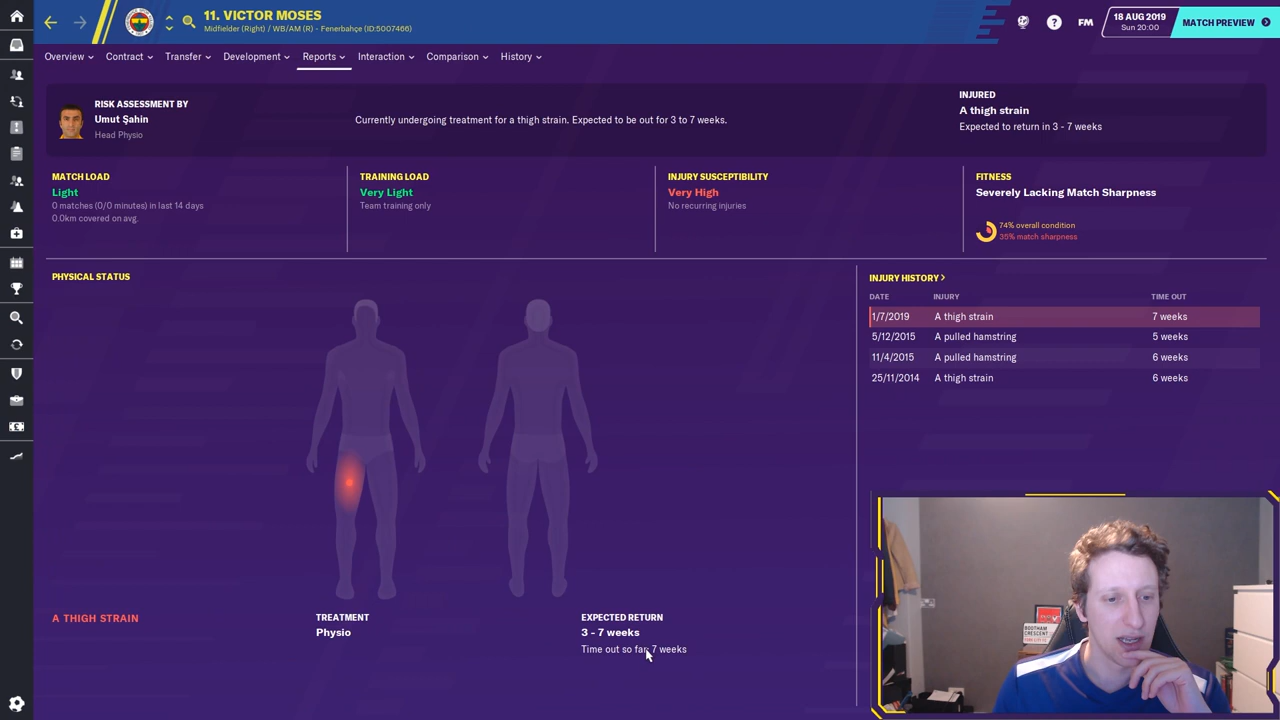 11. VICTOR MOSES
Midfielder (Right) / WB/AM (R) - Fenerbahçe (ID:5007466)
FM
18 AUG 2019
Sun 20:00
MATCH PREVIEW
Overview
Contract
Transfer
Development
Reports
Interaction
Comparison
History
RISK ASSESSMENT BY
Umut Şahin
Head Physio
Currently undergoing treatment for a thigh strain. Expected to be out for 3 to 7 weeks.
INJURED
A thigh strain
Expected to return in 3 - 7 weeks
MATCH LOAD
Light
0 matches (0/0 minutes) in last 14 days
0.0km covered on avg.
TRAINING LOAD
Very Light
Team training only
INJURY SUSCEPTIBILITY
Very High
No recurring injuries
FITNESS
Severely Lacking Match Sharpness
74% overall condition
35% match sharpness
PHYSICAL STATUS
A THIGH STRAIN
TREATMENT
Physio
EXPECTED RETURN
3 - 7 weeks
Time out so far: 7 weeks
INJURY HISTORY
DATE INJURY TIME OUT
1/7/2019 A thigh strain 7 weeks
5/12/2015 A pulled hamstring 5 weeks
11/4/2015 A pulled hamstring 6 weeks
25/11/2014 A thigh strain 6 weeks
BOOTHAM
CRESCENT